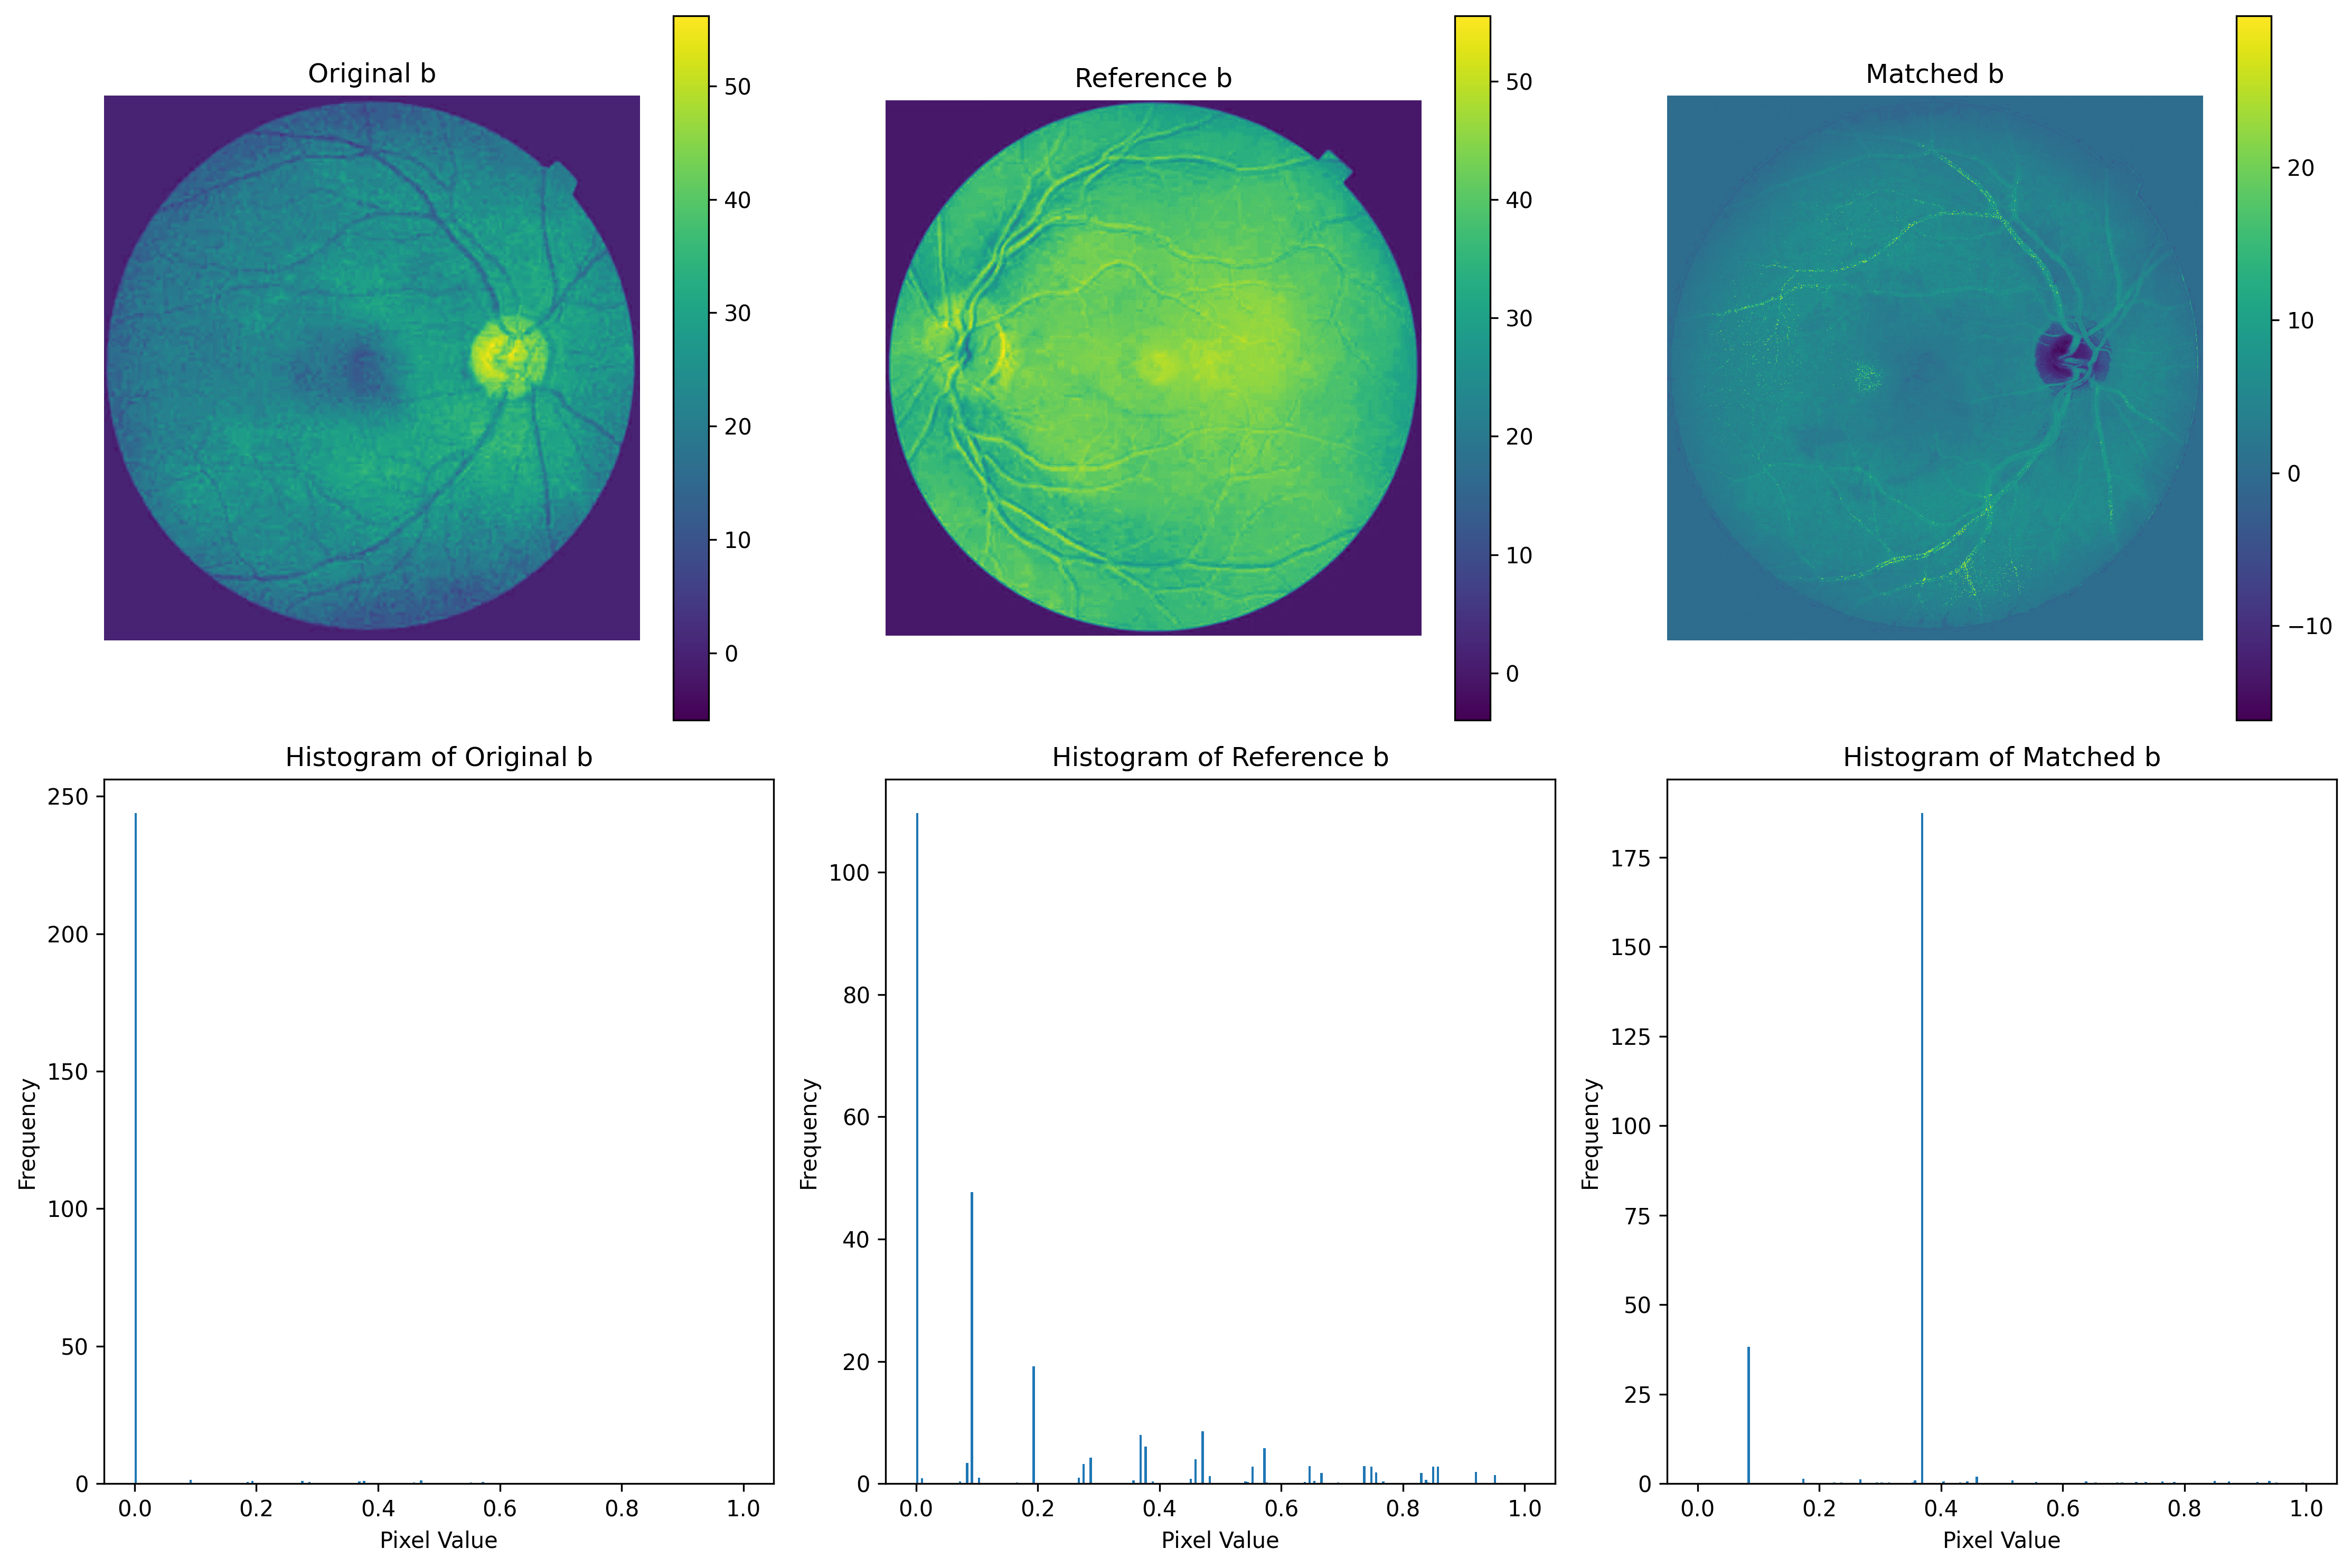 Original b
50
40
30
20
10
0
Reference b
50
40
30
20
10
0
Matched b
20
10
0
−10
Histogram of Original b
250
200
150
100
50
0
Frequency
0.0 0.2 0.4 0.6 0.8 1.0
Pixel Value
Histogram of Reference b
100
80
60
40
20
0
Frequency
0.0 0.2 0.4 0.6 0.8 1.0
Pixel Value
Histogram of Matched b
175
150
125
100
75
50
25
0
Frequency
0.0 0.2 0.4 0.6 0.8 1.0
Pixel Value